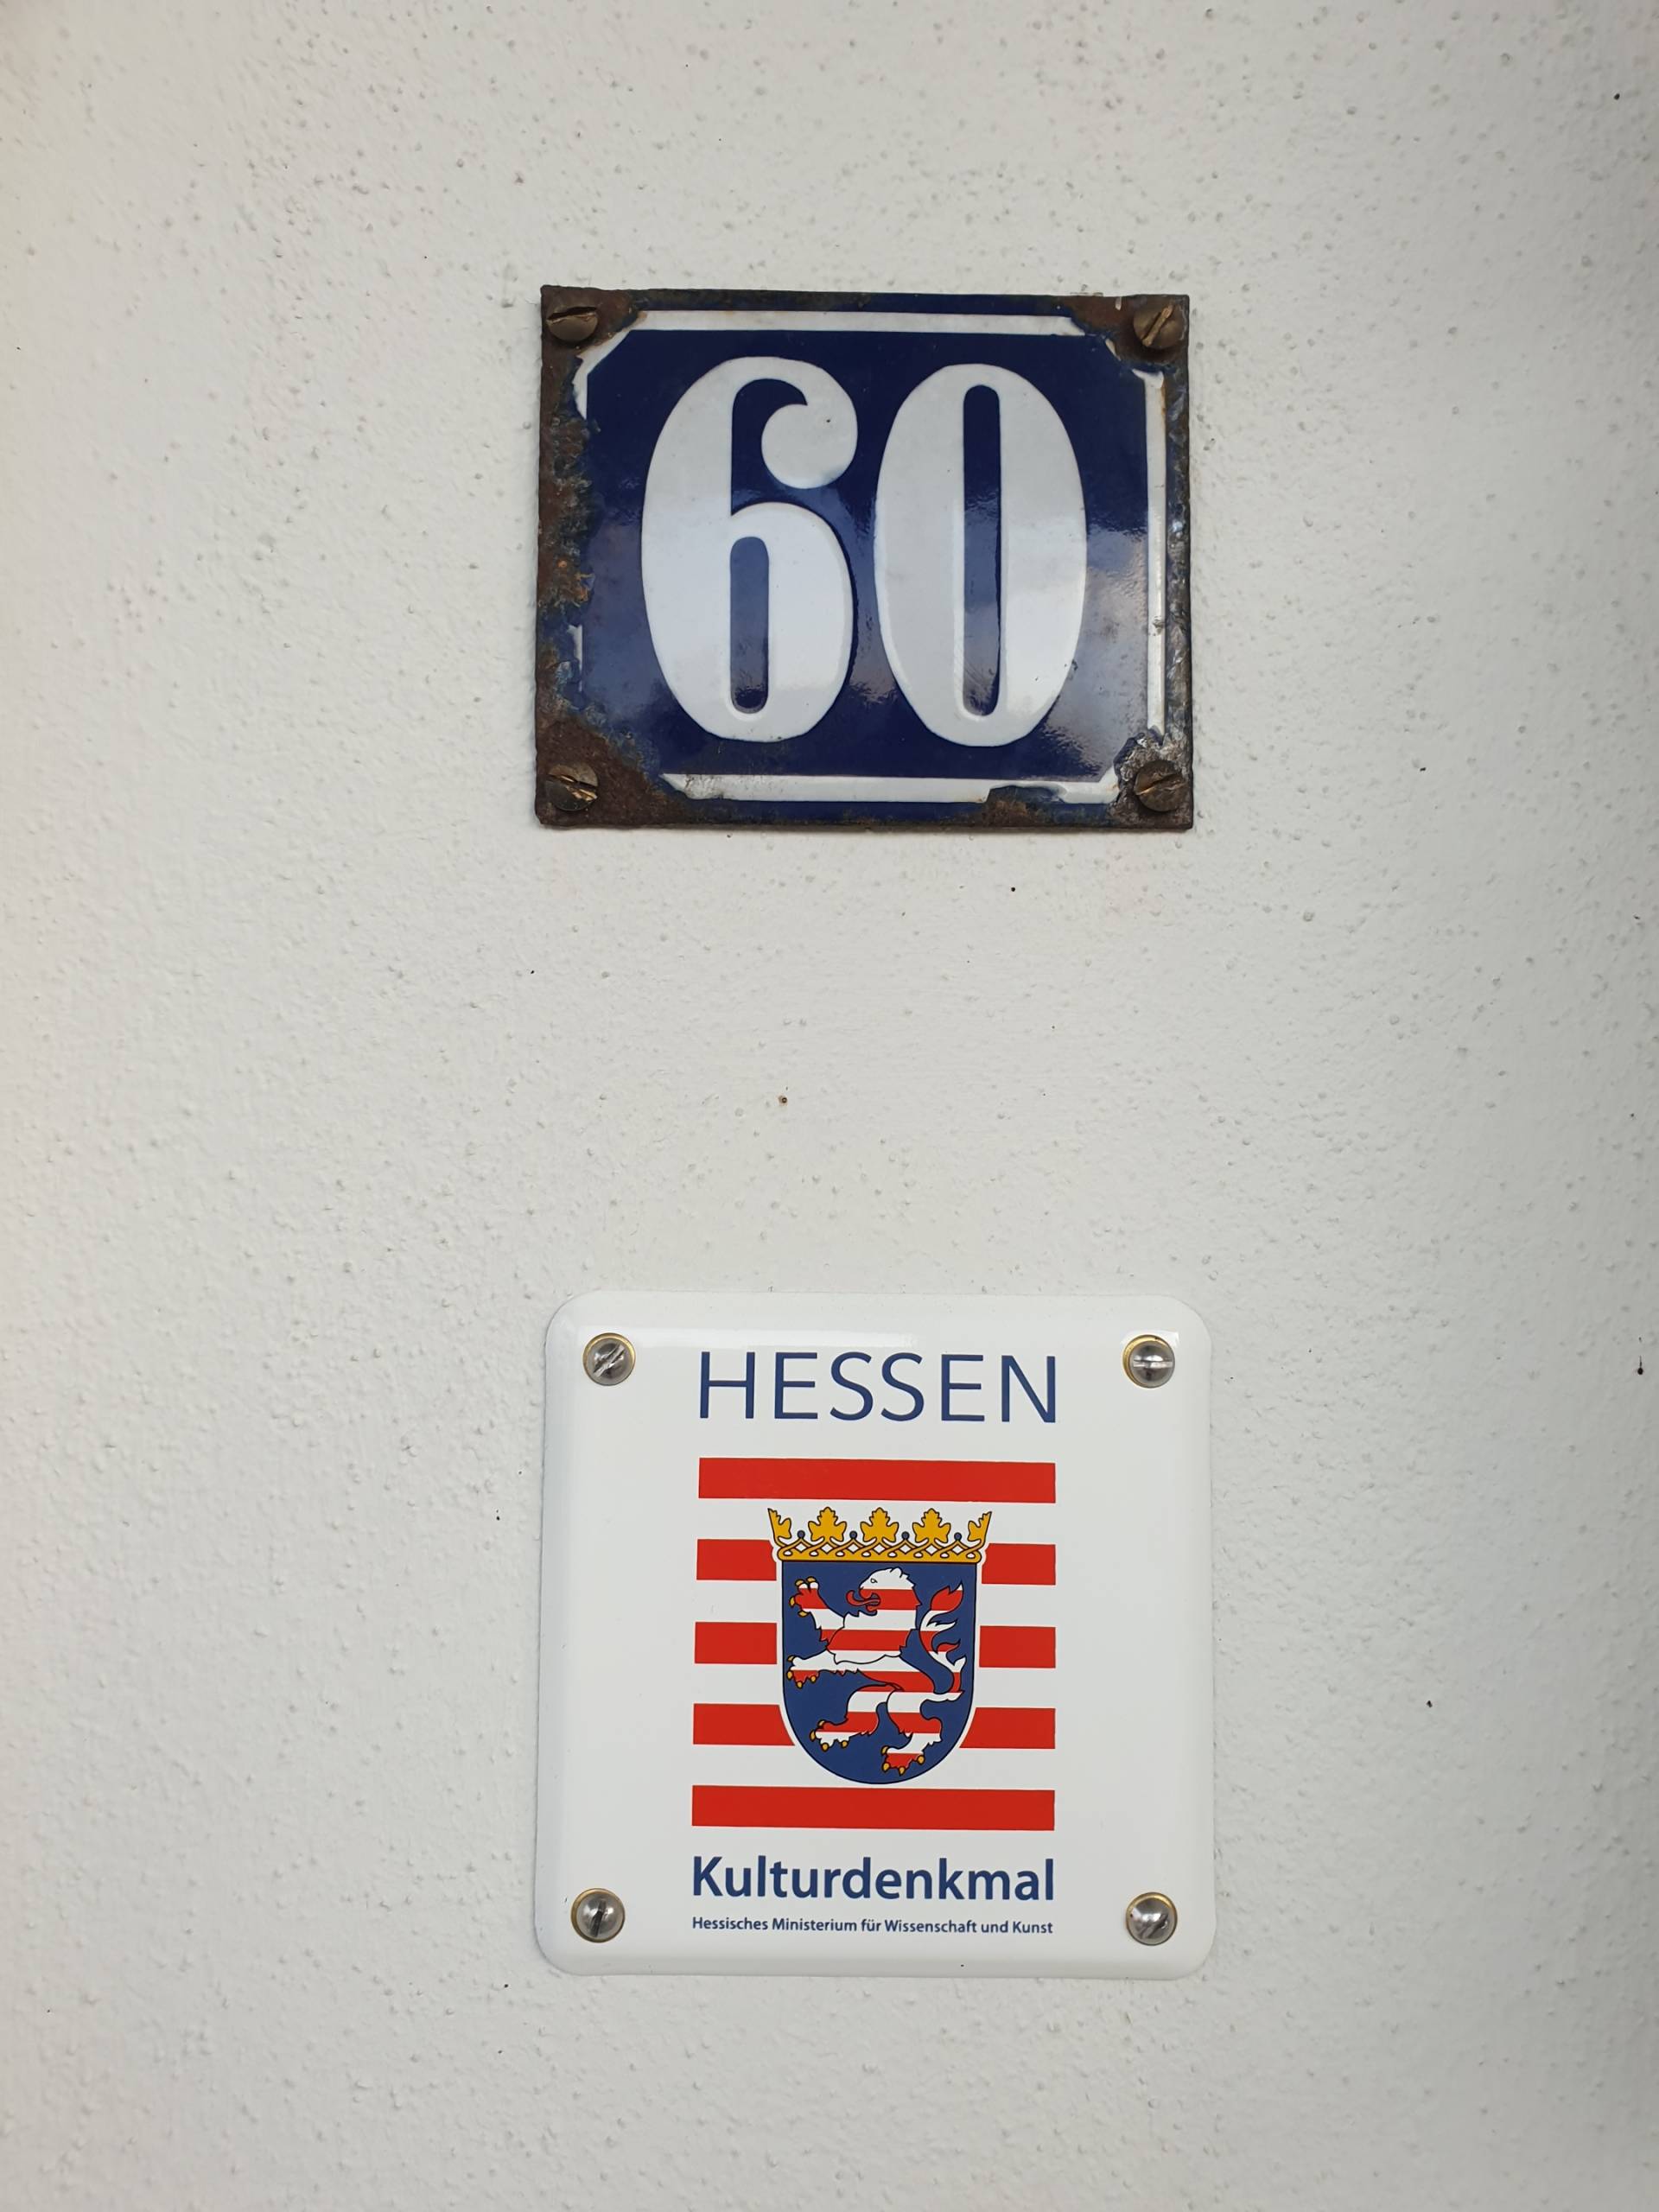 60
HESSEN
Kulturdenkmal
Hessisches Ministerium für Wissenschaft und Kunst